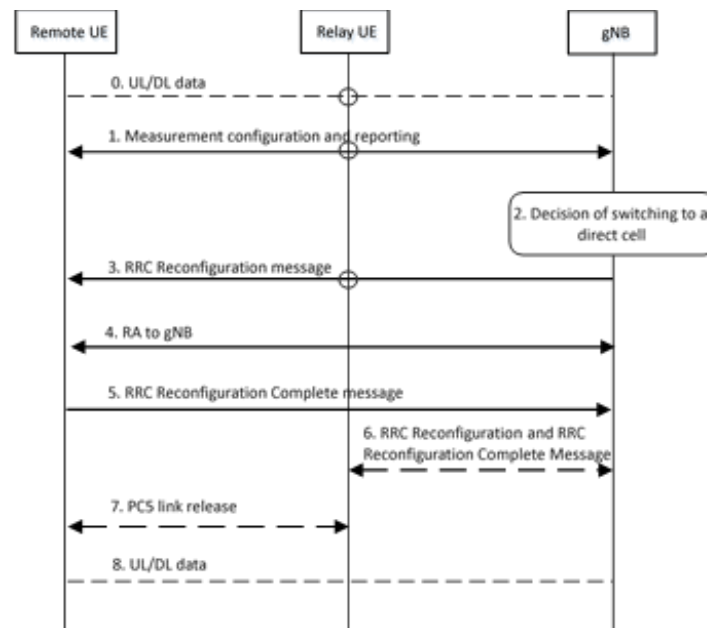 Remote UE
Relay UE
gNB
0. UL/DL data
1. Measurement configuration and reporting
2. Decision of switching to a
direct cell
3. RRC Reconfiguration message
4. RA to gNB
5. RRC Reconfiguration Complete message
6. RRC Reconfiguration and RRC
Reconfiguration Complete Message
7. PC5 link release
8. UL/DL data